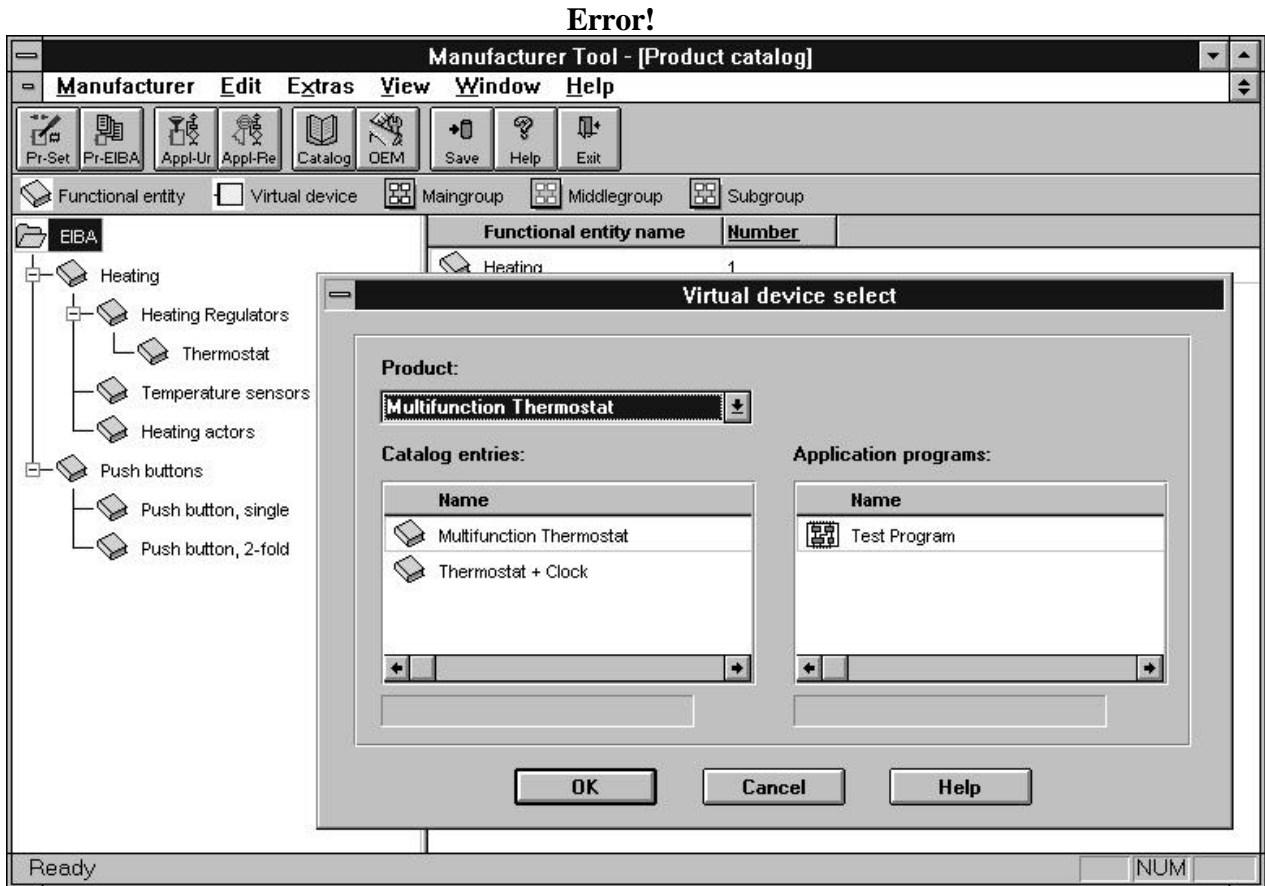 Error!
Manufacturer Tool - [Product catalog]
Manufacturer Edit Extras View Window Help
Pr-Set Pr-EIBA Appl-Ur Appl-Re Catalog OEM Save Help Exit
Functional entity Virtual device Maingroup Middlegroup Subgroup
EIBA
Functional entity name Number
Heating 1
Heating
Heating Regulators
Thermostat
Temperature sensors
Heating actors
Push buttons
Push button, single
Push button, 2-fold
Virtual device select
Product:
Multifunction Thermostat
Catalog entries: Application programs:
Name Name
Multifunction Thermostat Test Program
Thermostat + Clock
OK Cancel Help
Ready NUM